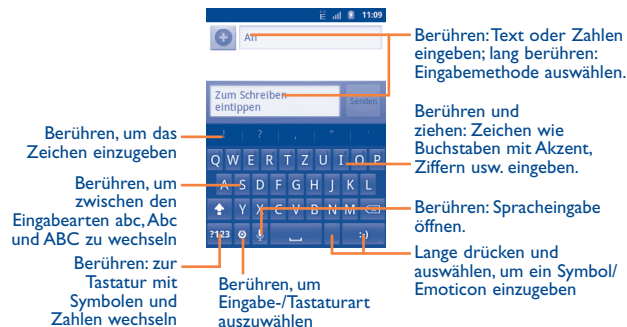 11:09
An
Zum Schreiben
eintippen
Senden
! ? , " '
Q W E R T Z U I O P
A S D F G H J K L
Y X C V B N M
?123 :-)
Berühren, um das
Zeichen einzugeben
Berühren, um
zwischen den
Eingabearten abc, Abc
und ABC zu wechseln
Berühren: zur
Tastatur mit
Symbolen und
Zahlen wechseln
Berühren, um
Eingabe-/Tastaturart
auszuwählen
Berühren: Text oder Zahlen
eingeben; lang berühren:
Eingabemethode auswählen.
Berühren und
ziehen: Zeichen wie
Buchstaben mit Akzent,
Ziffern usw. eingeben.
Berühren: Spracheingabe
öffnen.
Lange drücken und
auswählen, um ein Symbol/
Emoticon einzugeben